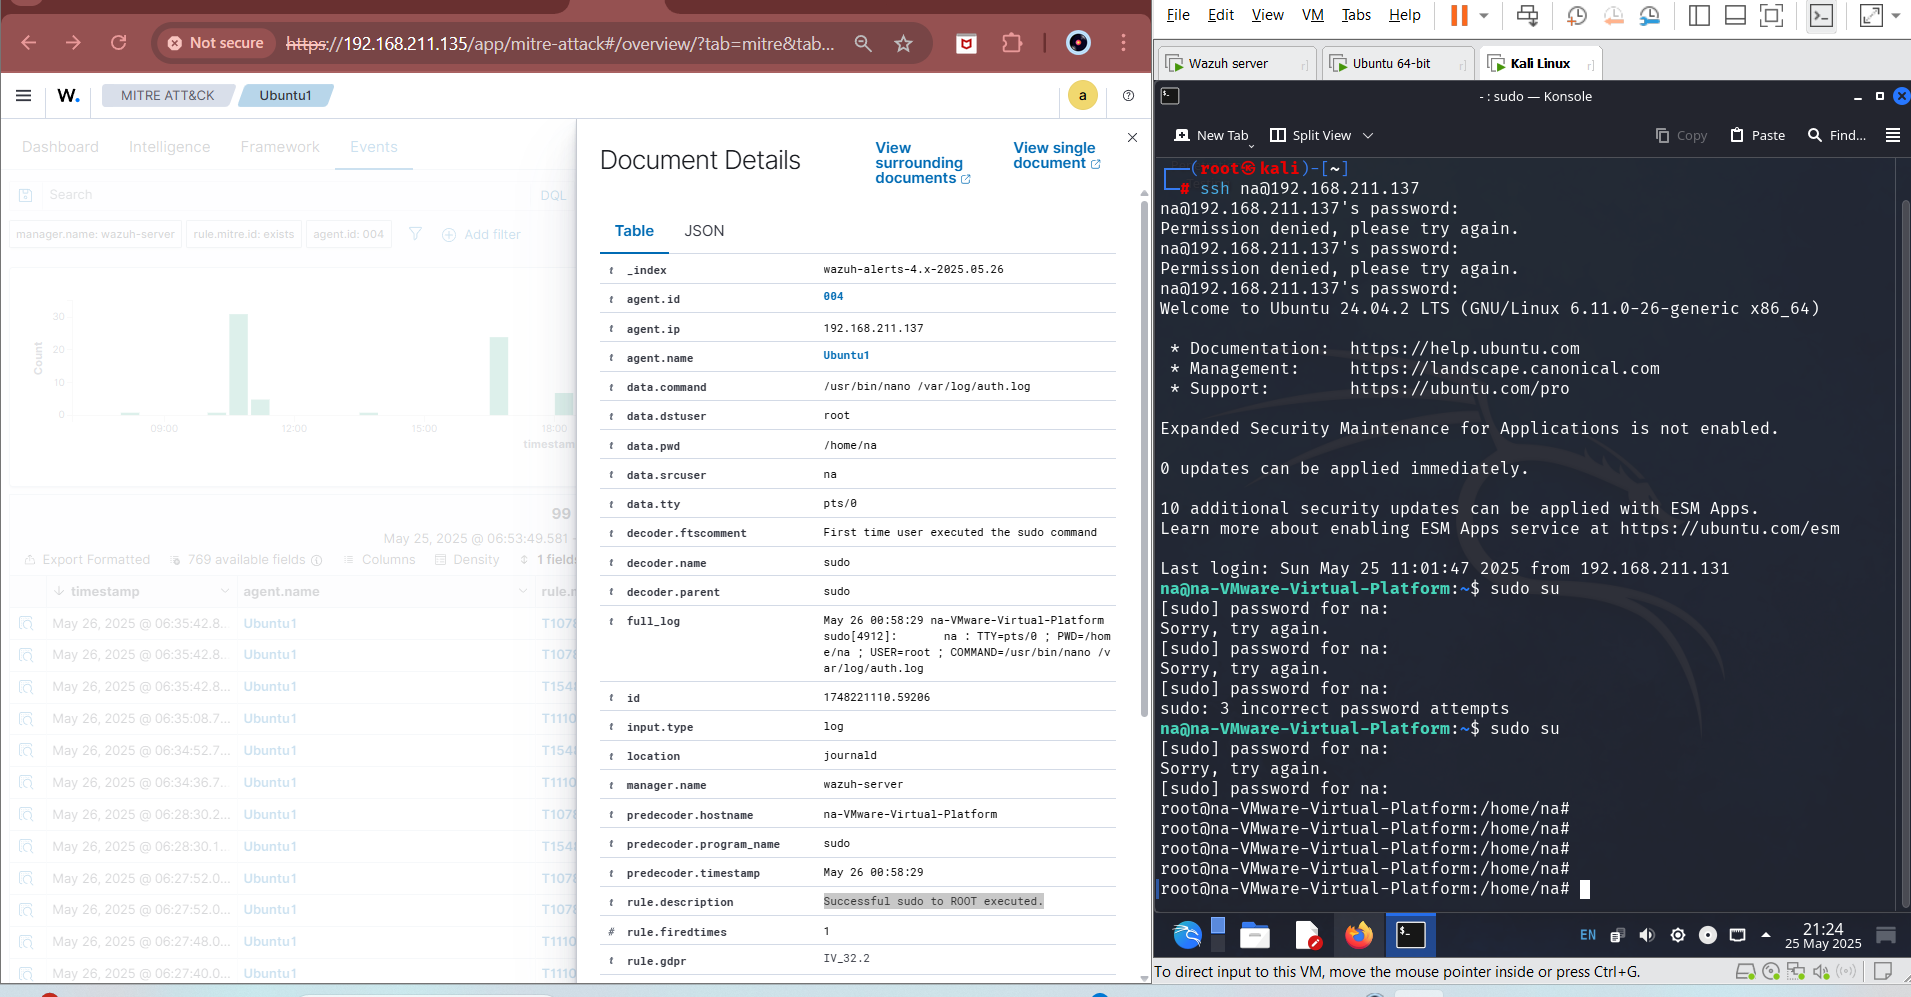 Not secure
https://192.168.211.135/app/mitre-attack#/overview/?tab=mitre&tab...
W.
MITRE ATT&CK
Ubuntu1
a
Dashboard
Intelligence
Framework
Events
Search
DQL
manager.name: wazuh-server
rule.mitre.id: exists
agent.id: 004
Add filter
30
20
10
0
Count
09:00
12:00
15:00
18:00
timestam
99
May 25, 2025 @ 06:53:49.581 -
Export Formatted
769 available fields
Columns
Density
1 field
timestamp
agent.name
rule.r
May 26, 2025 @ 06:35:42.8... Ubuntu1 T1078
May 26, 2025 @ 06:35:42.8... Ubuntu1 T1078
May 26, 2025 @ 06:35:42.8... Ubuntu1 T1548
May 26, 2025 @ 06:35:08.7... Ubuntu1 T1110
May 26, 2025 @ 06:34:52.7... Ubuntu1 T1548
May 26, 2025 @ 06:34:36.7... Ubuntu1 T1110
May 26, 2025 @ 06:28:30.2... Ubuntu1 T1078
May 26, 2025 @ 06:28:30.1... Ubuntu1 T1548
May 26, 2025 @ 06:27:52.0... Ubuntu1 T1078
May 26, 2025 @ 06:27:52.0... Ubuntu1 T1078
May 26, 2025 @ 06:27:48.0... Ubuntu1 T1110
May 26, 2025 @ 06:27:40.0... Ubuntu1 T1110
Document Details
View
surrounding
documents
View single
document
Table
JSON
t _index wazuh-alerts-4.x-2025.05.26
t agent.id 004
t agent.ip 192.168.211.137
t agent.name Ubuntu1
t data.command /usr/bin/nano /var/log/auth.log
t data.dstuser root
t data.pwd /home/na
t data.srcuser na
t data.tty pts/0
t decoder.ftscomment First time user executed the sudo command
t decoder.name sudo
t decoder.parent sudo
t full_log May 26 00:58:29 na-VMware-Virtual-Platform
sudo[4912]: na : TTY=pts/0 ; PWD=/hom
e/na ; USER=root ; COMMAND=/usr/bin/nano /v
ar/log/auth.log
t id 1748221110.59206
t input.type log
t location journald
t manager.name wazuh-server
t predecoder.hostname na-VMware-Virtual-Platform
t predecoder.program_name sudo
t predecoder.timestamp May 26 00:58:29
t rule.description Successful sudo to ROOT executed.
# rule.firedtimes 1
t rule.gdpr IV_32.2
File Edit View VM Tabs Help
Wazuh server
Ubuntu 64-bit
Kali Linux
- : sudo — Konsole
New Tab
Split View
Copy
Paste
Find...
(root㉿kali)-[~]
# ssh na@192.168.211.137
na@192.168.211.137's password:
Permission denied, please try again.
na@192.168.211.137's password:
Permission denied, please try again.
na@192.168.211.137's password:
Welcome to Ubuntu 24.04.2 LTS (GNU/Linux 6.11.0-26-generic x86_64)
* Documentation: https://help.ubuntu.com
* Management: https://landscape.canonical.com
* Support: https://ubuntu.com/pro
Expanded Security Maintenance for Applications is not enabled.
0 updates can be applied immediately.
10 additional security updates can be applied with ESM Apps.
Learn more about enabling ESM Apps service at https://ubuntu.com/esm
Last login: Sun May 25 11:01:47 2025 from 192.168.211.131
na@na-VMware-Virtual-Platform:~$ sudo su
[sudo] password for na:
Sorry, try again.
[sudo] password for na:
Sorry, try again.
[sudo] password for na:
sudo: 3 incorrect password attempts
na@na-VMware-Virtual-Platform:~$ sudo su
[sudo] password for na:
Sorry, try again.
[sudo] password for na:
root@na-VMware-Virtual-Platform:/home/na#
root@na-VMware-Virtual-Platform:/home/na#
root@na-VMware-Virtual-Platform:/home/na#
root@na-VMware-Virtual-Platform:/home/na#
root@na-VMware-Virtual-Platform:/home/na#
EN
21:24
25 May 2025
To direct input to this VM, move the mouse pointer inside or press Ctrl+G.